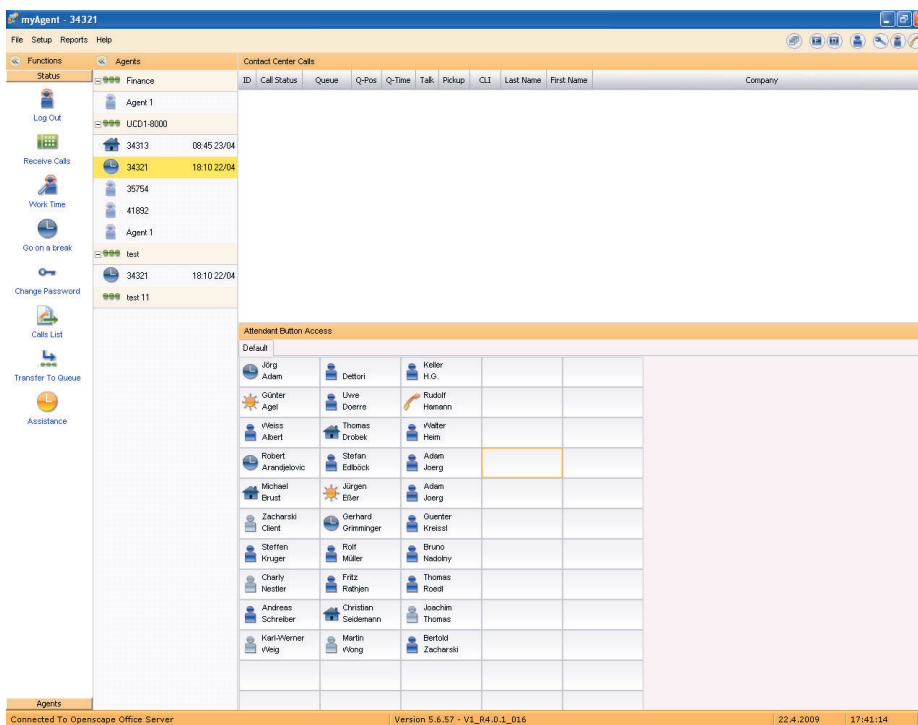 myAgent - 34321
File Setup Reports Help
Functions
Status
Log Out
Receive Calls
Work Time
Go on a break
Change Password
Calls List
Transfer To Queue
Assistance
Agents
Agents
Finance
Agent 1
UCD1-8000
34313 08:45 23/04
34321 18:10 22/04
35754
41892
Agent 1
test
34321 18:10 22/04
test 11
Contact Center Calls
ID Call Status Queue Q-Pos Q-Time Talk Pickup CLI Last Name First Name Company
Attendant Button Access
Default
Jörg Adam
Dettori
Keller H.G.
Günter Agel
Uwe Doerre
Rudolf Hamann
Weiss Albert
Thomas Drobek
Walter Heim
Robert Arandjelovic
Stefan Edlböck
Adam Joerg
Michael Brust
Jürgen Eßer
Adam Joerg
Zacharski Client
Gerhard Grimminger
Guenter Kreissl
Steffen Kruger
Rolf Müller
Bruno Nadolny
Charly Nestler
Fritz Rathjen
Thomas Roedl
Andreas Schreiber
Christian Seidemann
Joachim Thomas
Karl-Werner Weig
Martin Wong
Bertold Zacharski
Connected To Openscape Office Server
Version 5.6.57 - V1_R4.0.1_016
22.4.2009
17:41:14